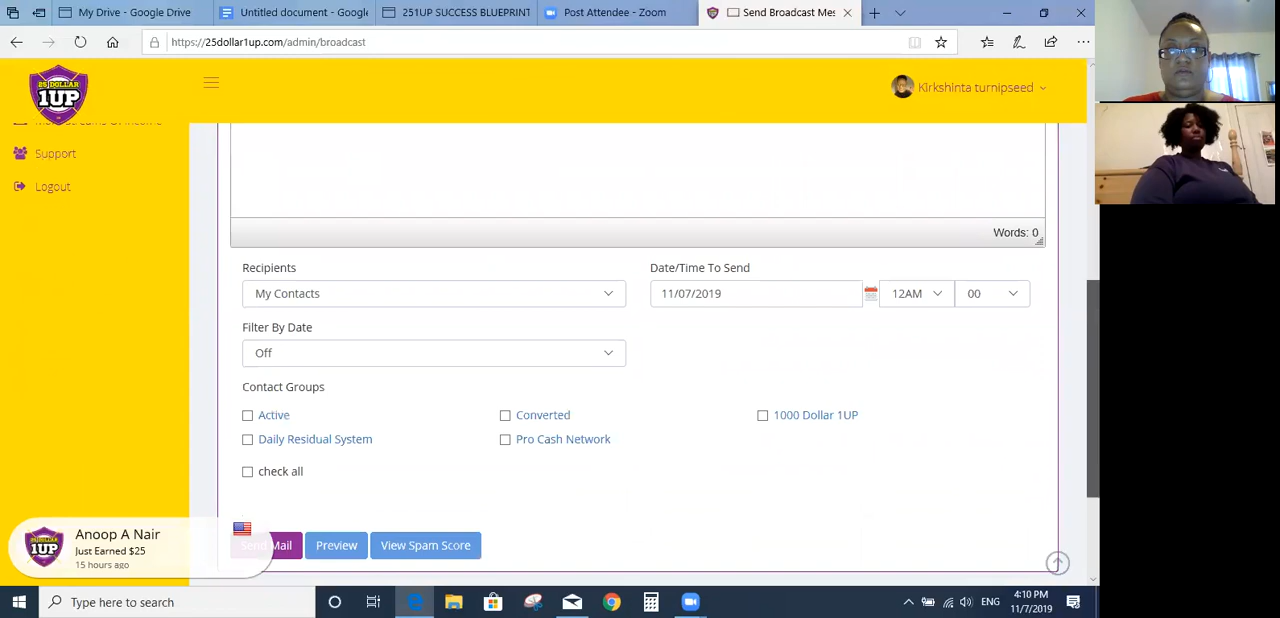 My Drive - Google Drive
Untitled document - Google
251UP SUCCESS BLUEPRINT
Post Attendee - Zoom
Send Broadcast Mes
https://25dollar1up.com/admin/broadcast
25 DOLLAR
1UP
Kirkshinta turnipseed
Support
Logout
Words: 0
Recipients
Date/Time To Send
My Contacts
11/07/2019
12AM
00
Filter By Date
Off
Contact Groups
Active
Converted
1000 Dollar 1UP
Daily Residual System
Pro Cash Network
check all
Anoop A Nair
Just Earned $25
15 hours ago
Send Mail
Preview
View Spam Score
Type here to search
ENG
4:10 PM
11/7/2019